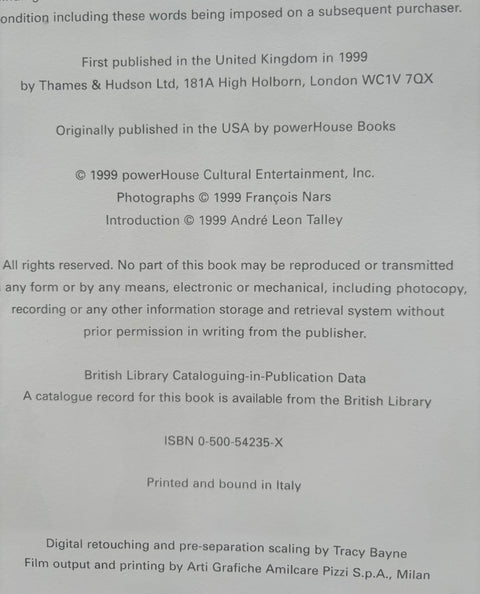 ondition including these words being imposed on a subsequent purchaser.
First published in the United Kingdom in 1999
by Thames & Hudson Ltd, 181A High Holborn, London WC1V 7QX
Originally published in the USA by powerHouse Books
© 1999 powerHouse Cultural Entertainment, Inc.
Photographs © 1999 François Nars
Introduction © 1999 André Leon Talley
All rights reserved. No part of this book may be reproduced or transmitted
any form or by any means, electronic or mechanical, including photocopy,
recording or any other information storage and retrieval system without
prior permission in writing from the publisher.
British Library Cataloguing-in-Publication Data
A catalogue record for this book is available from the British Library
ISBN 0-500-54235-X
Printed and bound in Italy
Digital retouching and pre-separation scaling by Tracy Bayne
Film output and printing by Arti Grafiche Amilcare Pizzi S.p.A., Milan